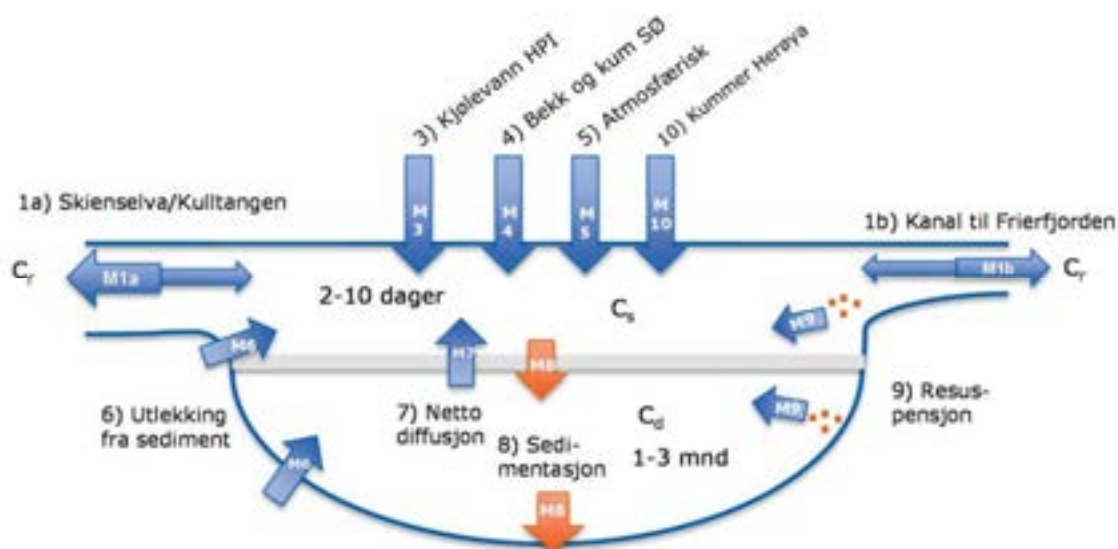 3) Kjølevann HPI
4) Bekk og kum SØ
5) Atmosfærisk
10) Kummer Herøya
1a) Skienselva/Kulltangen
M
3
M
4
M
5
M
10
1b) Kanal til Frierfjorden
Cr
M1a
M1b
Cr
2-10 dager
Cs
M9
M6
M7
M8
6) Utlekking
fra sediment
7) Netto
diffusjon
8) Sedi-
mentasjon
Cd
1-3 mnd
M9
9) Resus-
pensjon
M6
M8